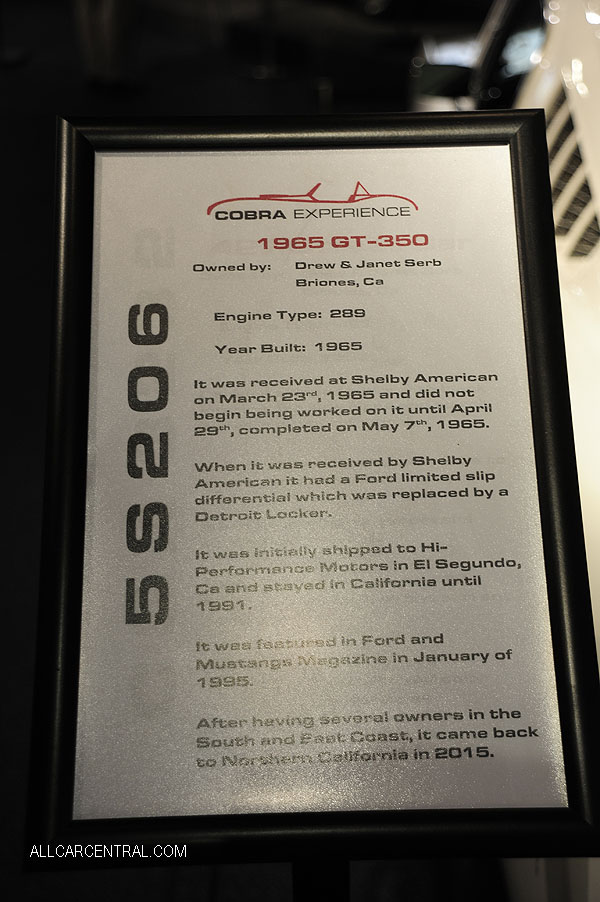 COBRA EXPERIENCE
1965 GT-350
Owned by: Drew & Janet Serb
Briones, Ca
Engine Type: 289
Year Built: 1965
It was received at Shelby American
on March 23rd, 1965 and did not
begin being worked on it until April
29th, completed on May 7th, 1965.
When it was received by Shelby
American it had a Ford limited slip
differential which was replaced by a
Detroit Locker.
It was initially shipped to Hi-
Performance Motors in El Segundo,
Ca and stayed in California until
1991.
It was featured in Ford and
Mustangs Magazine in January of
1995.
After having several owners in the
South and East Coast, it came back
to Northern California in 2015.
5S206
ALLCARCENTRAL.COM